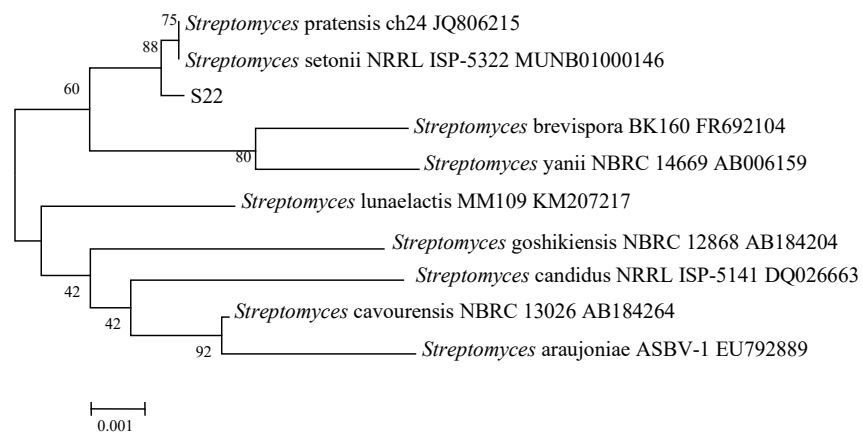 75
Streptomyces pratensis ch24 JQ806215
88
Streptomyces setonii NRRL ISP-5322 MUNB01000146
60
S22
Streptomyces brevispora BK160 FR692104
80
Streptomyces yanii NBRC 14669 AB006159
Streptomyces lunaelactis MM109 KM207217
Streptomyces goshikiensis NBRC 12868 AB184204
42
Streptomyces candidus NRRL ISP-5141 DQ026663
42
Streptomyces cavourensis NBRC 13026 AB184264
92
Streptomyces araujoniae ASBV-1 EU792889
0.001